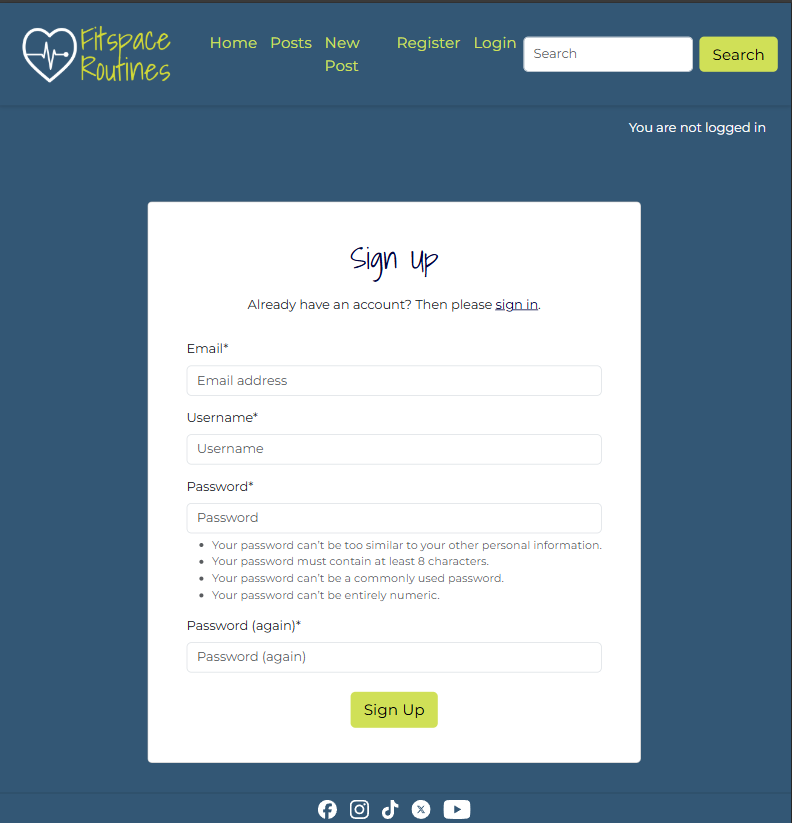 Fitspace
Routines
Home Posts New Post Register Login Search Search
You are not logged in
Sign Up
Already have an account? Then please sign in.
Email*
Email address
Username*
Username
Password*
Password
Your password can't be too similar to your other personal information.
Your password must contain at least 8 characters.
Your password can't be a commonly used password.
Your password can't be entirely numeric.
Password (again)*
Password (again)
Sign Up